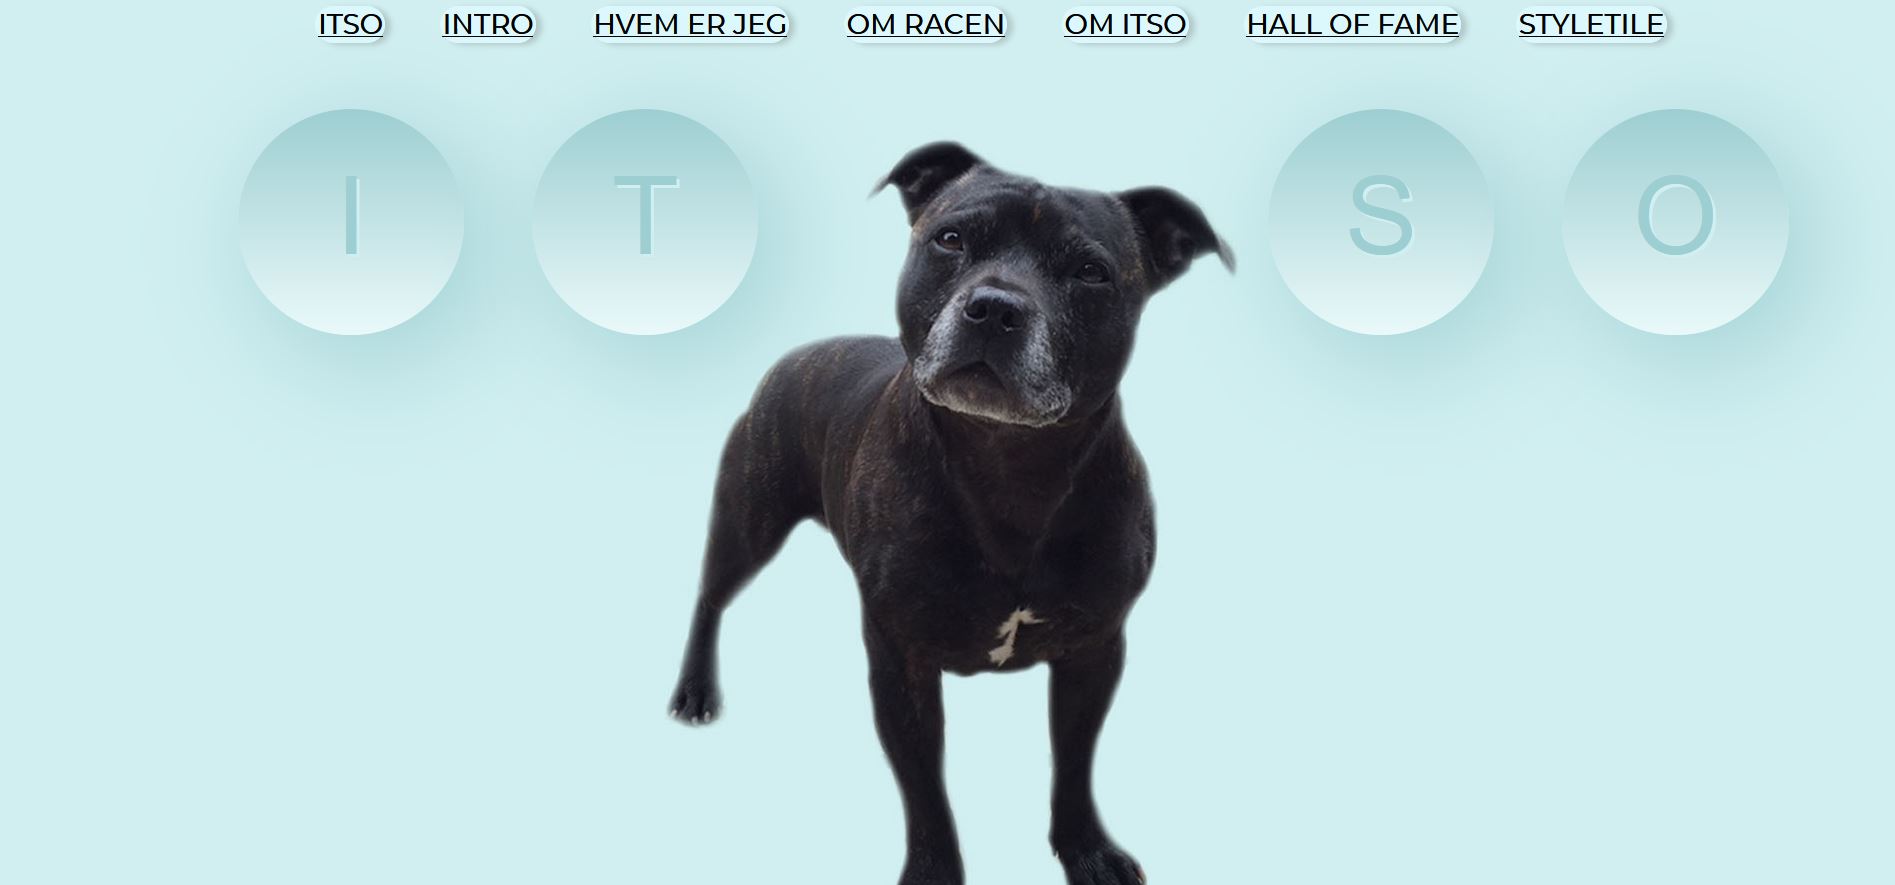 ITSO INTRO HVEM ER JEG OM RACEN OM ITSO HALL OF FAME STYLETILE
I T S O